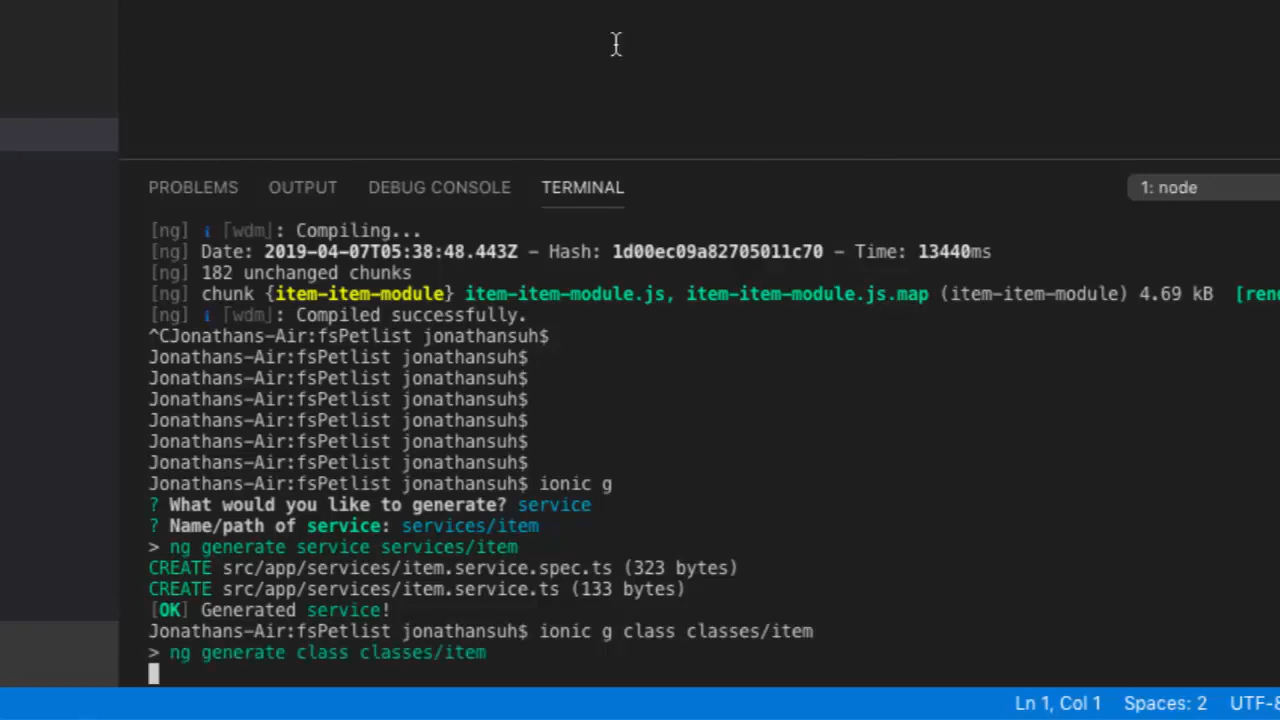 PROBLEMS OUTPUT DEBUG CONSOLE TERMINAL 1: node
[ng] ℹ ｢wdm｣: Compiling...
[ng] Date: 2019-04-07T05:38:48.443Z - Hash: 1d00ec09a82705011c70 - Time: 13440ms
[ng] 182 unchanged chunks
[ng] chunk {item-item-module} item-item-module.js, item-item-module.js.map (item-item-module) 4.69 kB [ren
[ng] ℹ ｢wdm｣: Compiled successfully.
^CJonathans-Air:fsPetlist jonathansuh$
Jonathans-Air:fsPetlist jonathansuh$
Jonathans-Air:fsPetlist jonathansuh$
Jonathans-Air:fsPetlist jonathansuh$
Jonathans-Air:fsPetlist jonathansuh$
Jonathans-Air:fsPetlist jonathansuh$
Jonathans-Air:fsPetlist jonathansuh$
Jonathans-Air:fsPetlist jonathansuh$ ionic g
? What would you like to generate? service
? Name/path of service: services/item
> ng generate service services/item
CREATE src/app/services/item.service.spec.ts (323 bytes)
CREATE src/app/services/item.service.ts (133 bytes)
[OK] Generated service!
Jonathans-Air:fsPetlist jonathansuh$ ionic g class classes/item
> ng generate class classes/item
Ln 1, Col 1 Spaces: 2 UTF-8